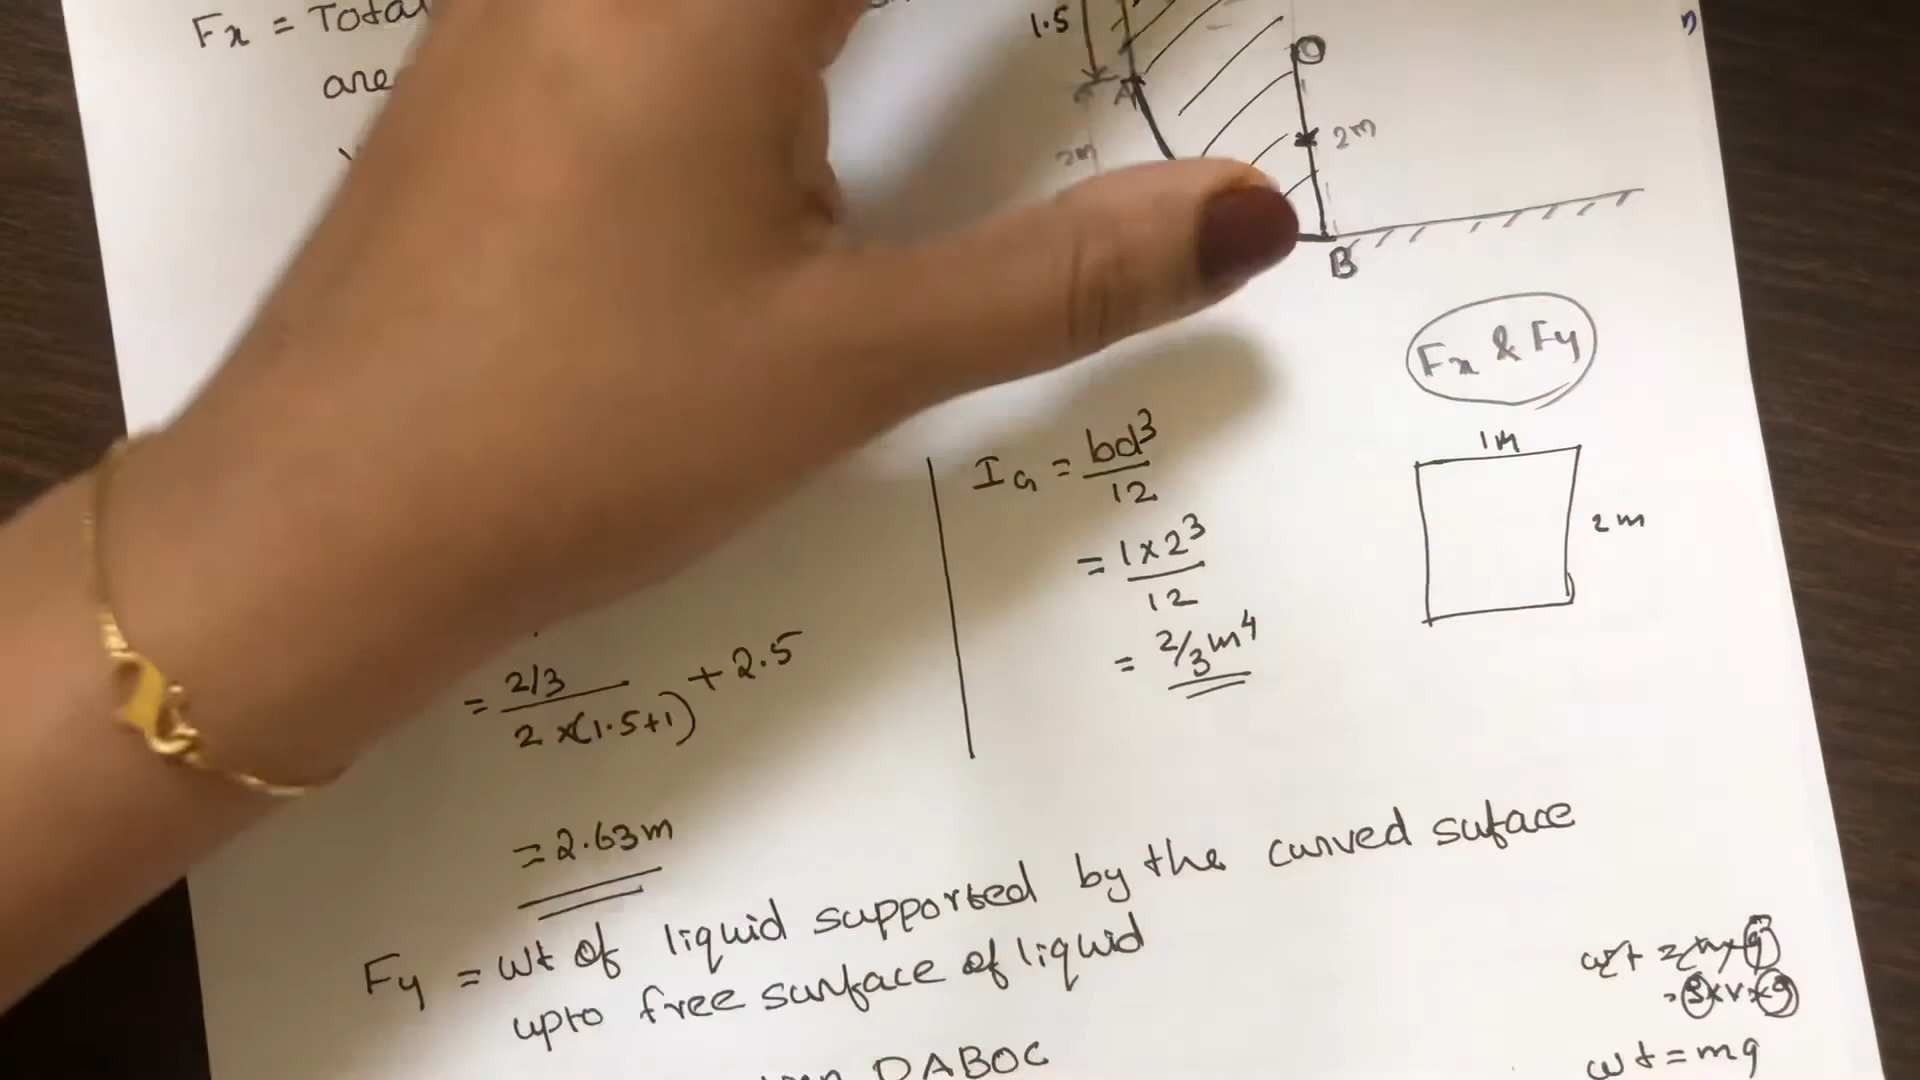 Fx = Total
are
1.5
A
O
2m
2m
B
Fx & Fy
1m
2m
IG = bd³/12
= 1×2³/12
= 2/3 m⁴
= 2/3 / 2×(1.5+1) + 2.5
= 2.63m
Fy = wt of liquid supported by the curved suface
upto free surface of liquid
DABOC
wt = m×g
= ρ×v×g
wt = mg